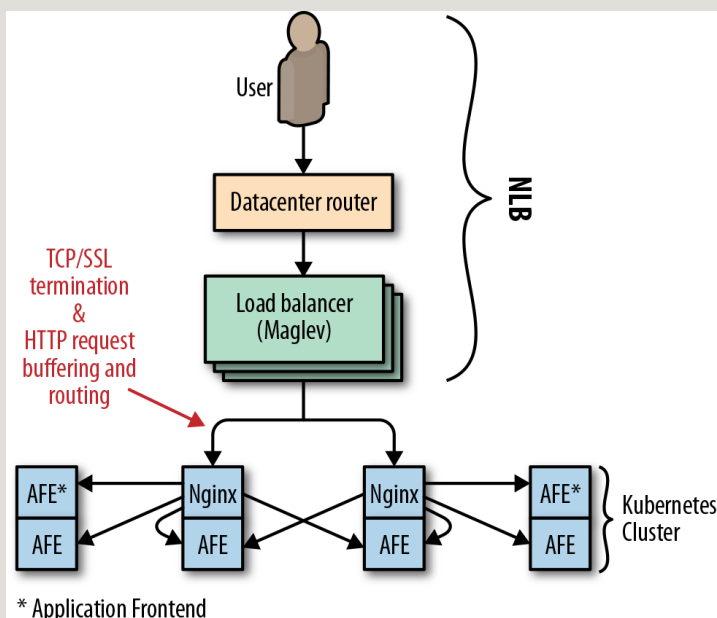 User
Datacenter router
NLB
TCP/SSL
termination
&
HTTP request
buffering and
routing
Load balancer
(Maglev)
AFE*
Nginx
Nginx
AFE*
AFE
AFE
AFE
AFE
Kubernetes
Cluster
* Application Frontend